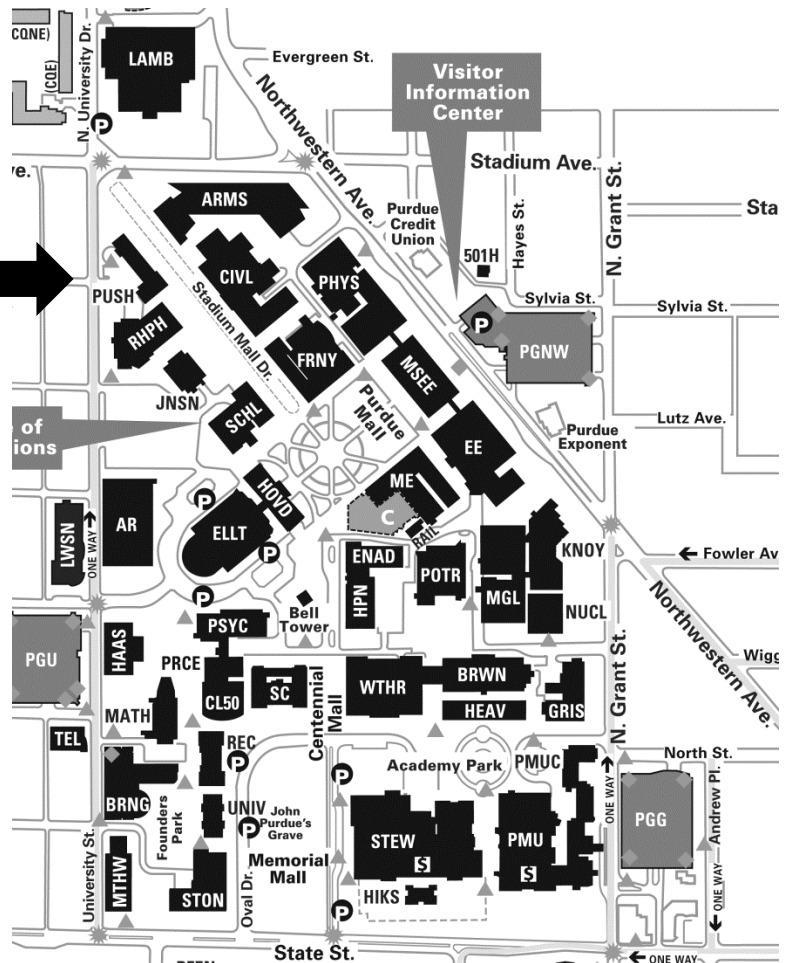 CQNE)
(CQE)
N. University Dr.
LAMB
Evergreen St.
Visitor
Information
Center
Northwestern Ave.
Stadium Ave.
P
ve.
ARMS
Purdue
Credit
Union
501H
Hayes St.
N. Grant St.
Sta
CIVL
PHYS
PUSH
Stadium Mall Dr.
Sylvia St.
Sylvia St.
P
PGNW
RHPH
FRNY
MSEE
JNSN
SCHL
Purdue
Mall
Lutz Ave.
Purdue
Exponent
e of
ions
EE
HOVD
ME
P
C
LWSN
AR
ELLT
RAIL
ONE WAY
P
ENAD
KNOY
Fowler Av
POTR
HPN
MGL
P
Bell
Tower
NUCL
PSYC
Northwestern Ave.
PGU
HAAS
PRCE
Wigg
CL50
SC
Centennial
Mall
WTHR
BRWN
N. Grant St.
MATH
HEAV
GRIS
TEL
REC
North St.
P
Academy Park
PMUC
P
BRNG
Founders
Park
UNIV
John
Purdue's
Grave
P
ONE WAY
PGG
Andrew Pl.
STEW
PMU
Memorial
Mall
$
$
University St.
MTHW
STON
Oval Dr.
HIKS
P
ONE WAY
State St.
ONE WAY